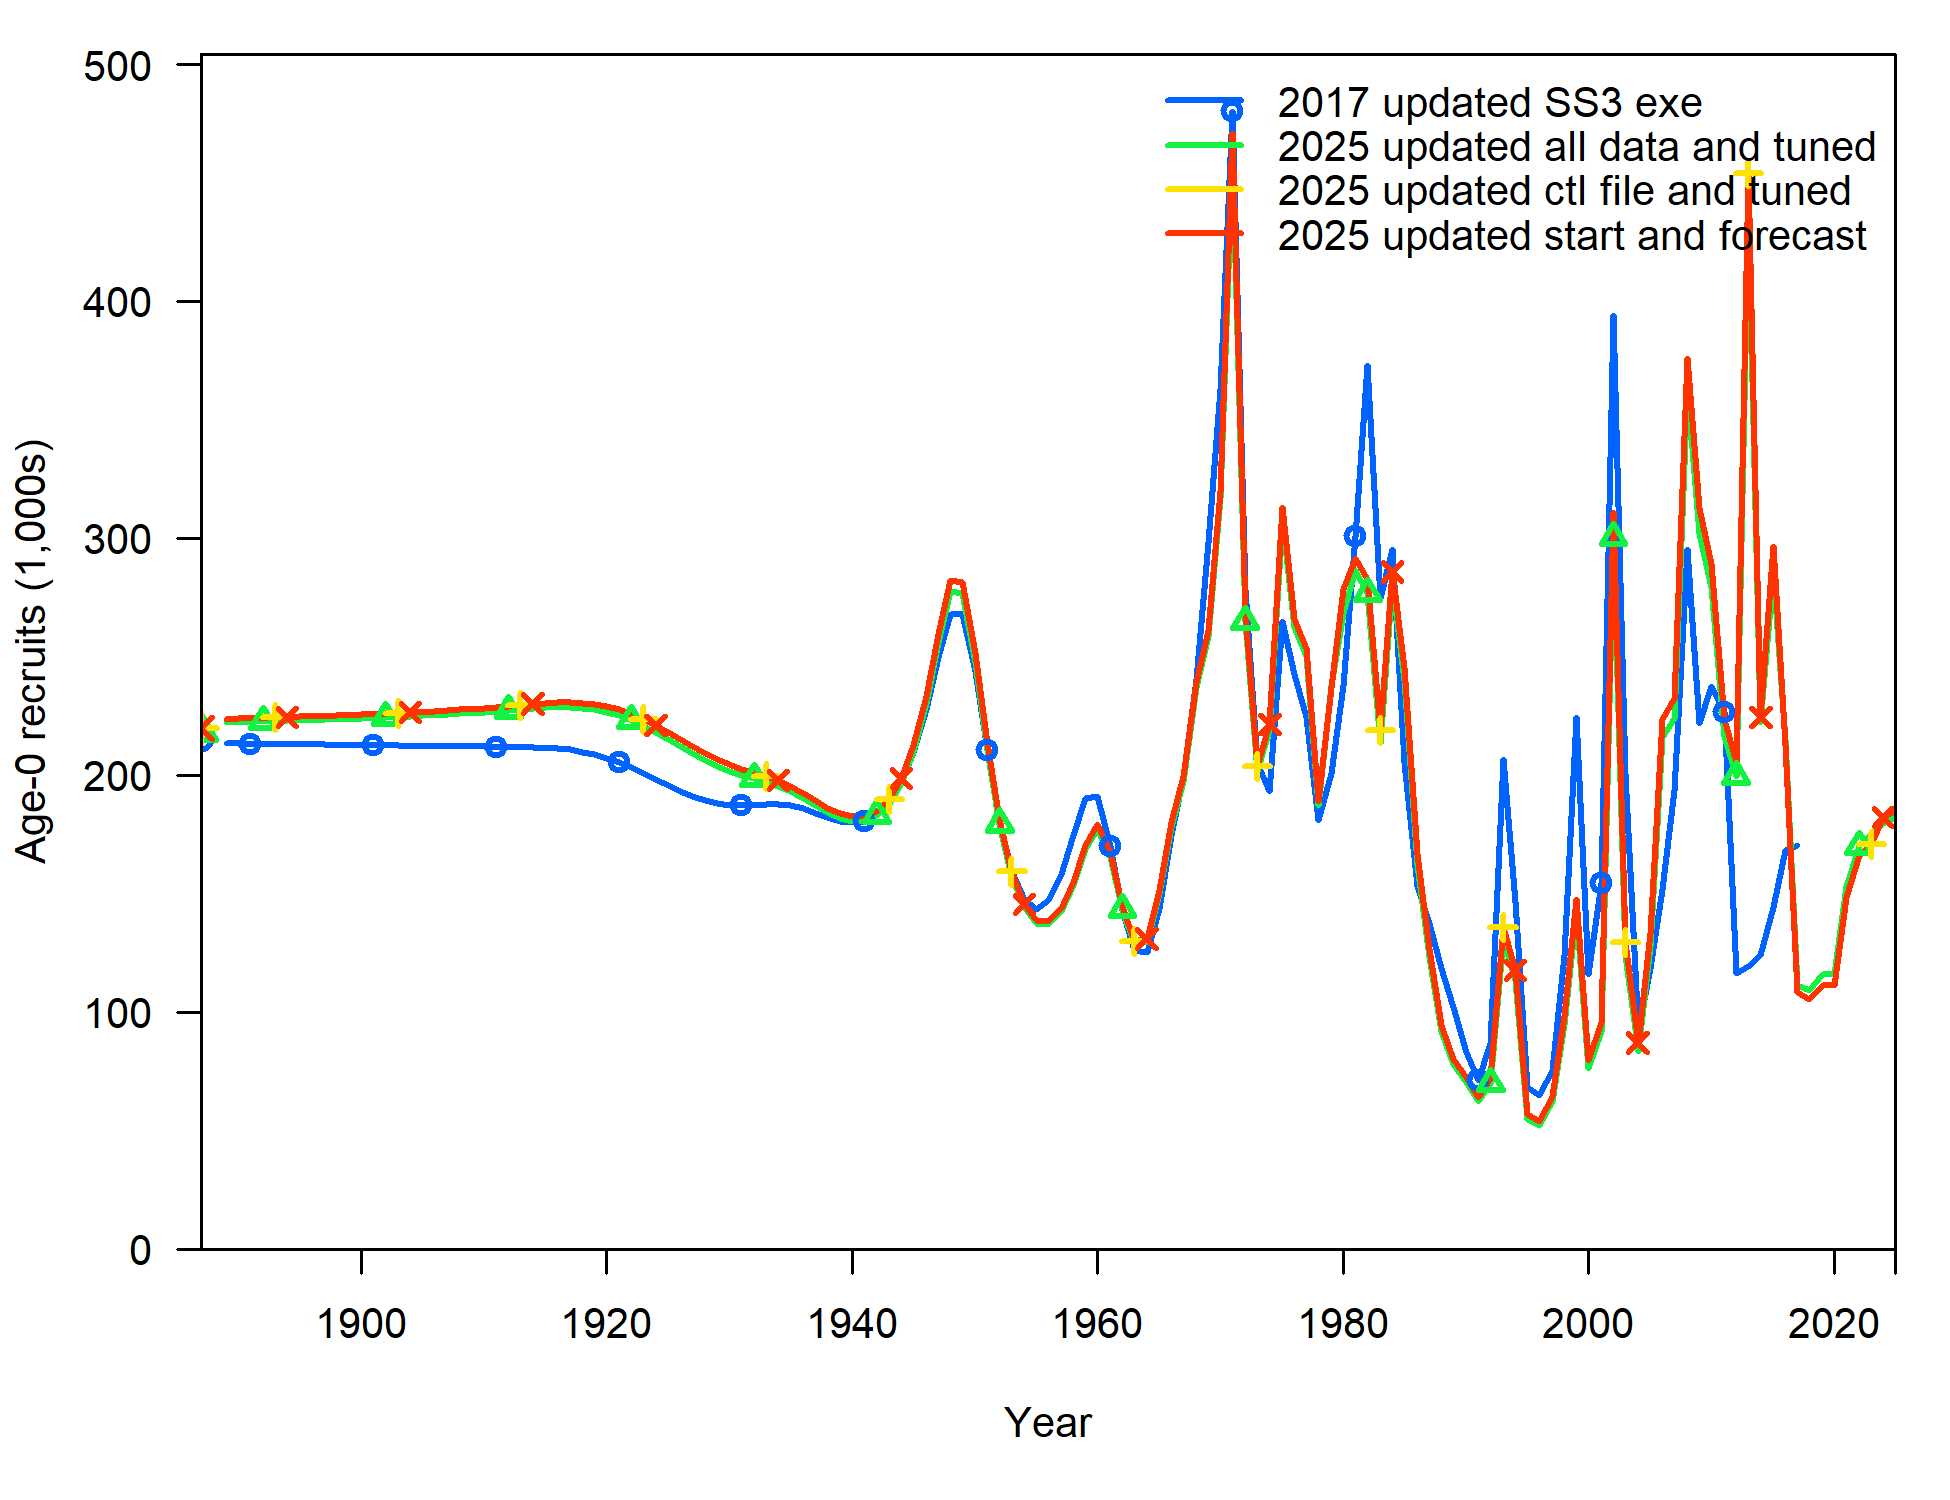 500
400
300
200
100
0
Age-0 recruits (1,000s)
2017 updated SS3 exe
2025 updated all data and tuned
2025 updated ctl file and tuned
2025 updated start and forecast
1900 1920 1940 1960 1980 2000 2020
Year